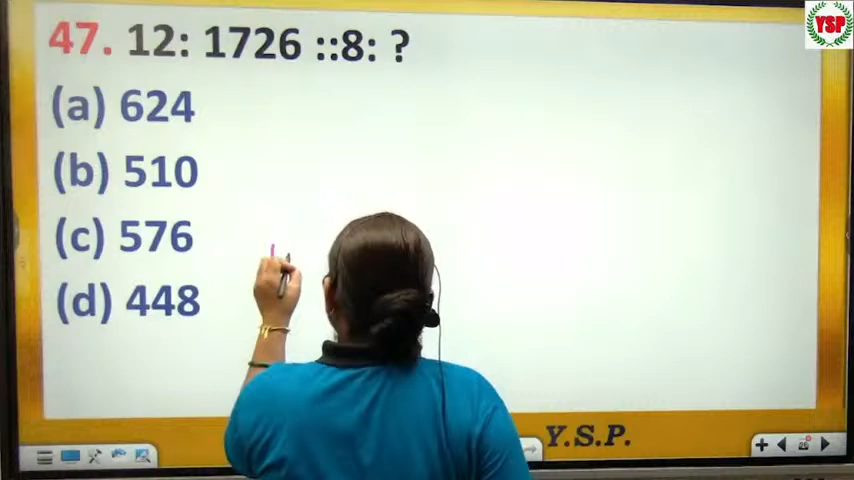 YSP
47. 12: 1726 ::8: ?
(a) 624
(b) 510
(c) 576
(d) 448
Y.S.P.